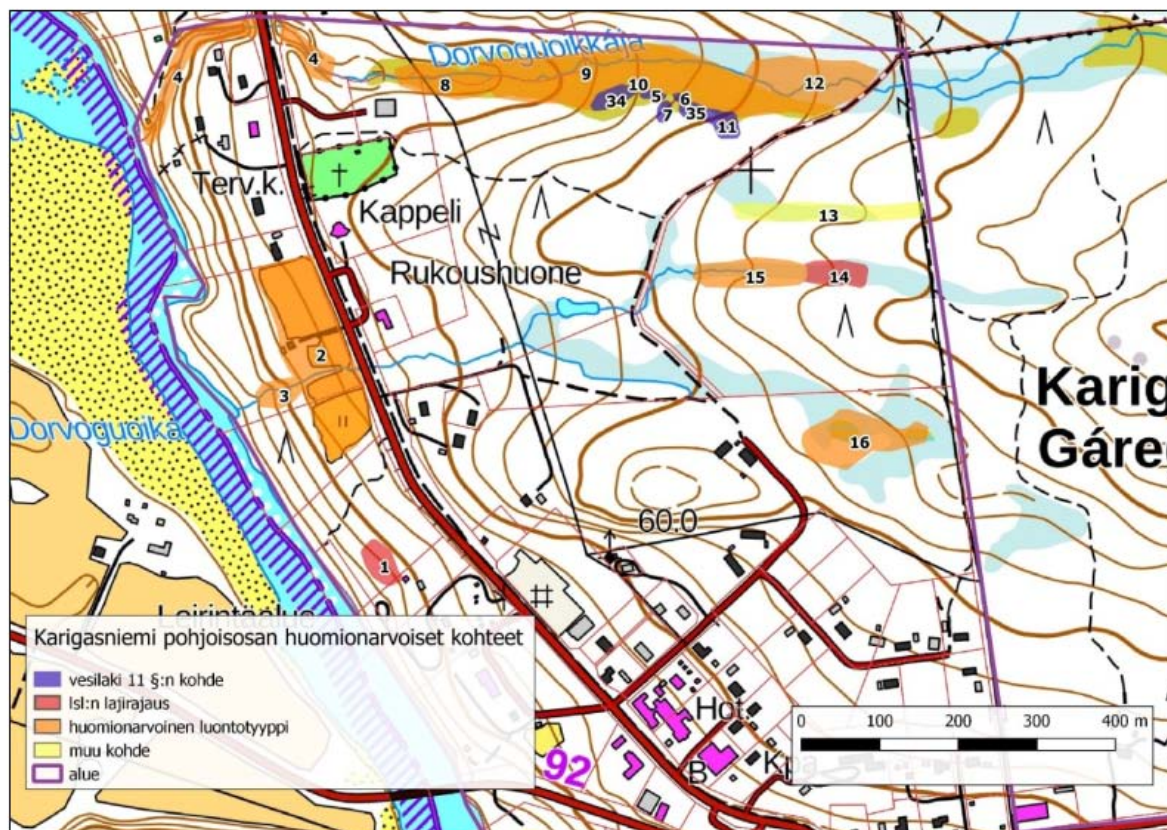 Dorvoguoikkája
4
4
8
9
10
5
6
12
34
7
35
11
Terv.k.
Kappeli
13
Rukoushuone
15
14
2
3
Dorvoguoika
Karig
Gáre
16
60.0
1
Leirintäalue
Karigasniemi pohjoisosan huomionarvoiset kohteet
vesilaki 11 §:n kohde
lsl:n lajirajaus
huomionarvoinen luontotyyppi
muu kohde
alue
Hot.
0 100 200 300 400 m
92
B